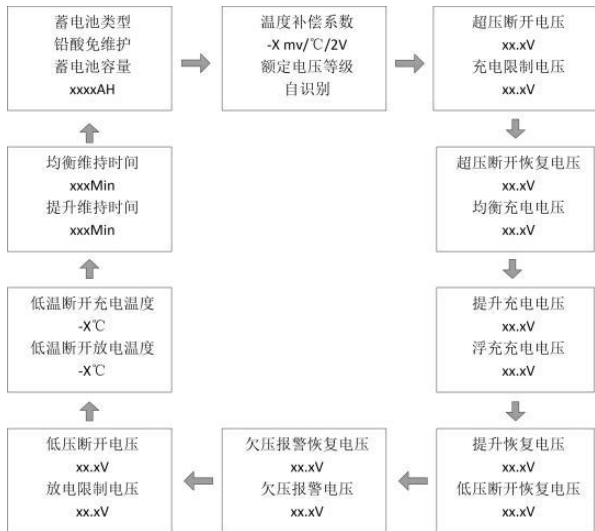 蓄电池类型
铅酸免维护
蓄电池容量
xxxxAH
温度补偿系数
-X mv/℃/2V
额定电压等级
自识别
超压断开电压
xx.xV
充电限制电压
xx.xV
超压断开恢复电压
xx.xV
均衡充电电压
xx.xV
提升充电电压
xx.xV
浮充充电电压
xx.xV
提升恢复电压
xx.xV
低压断开恢复电压
xx.xV
欠压报警恢复电压
xx.xV
欠压报警电压
xx.xV
低压断开电压
xx.xV
放电限制电压
xx.xV
低温断开充电温度
-X℃
低温断开放电温度
-X℃
均衡维持时间
xxxMin
提升维持时间
xxxMin